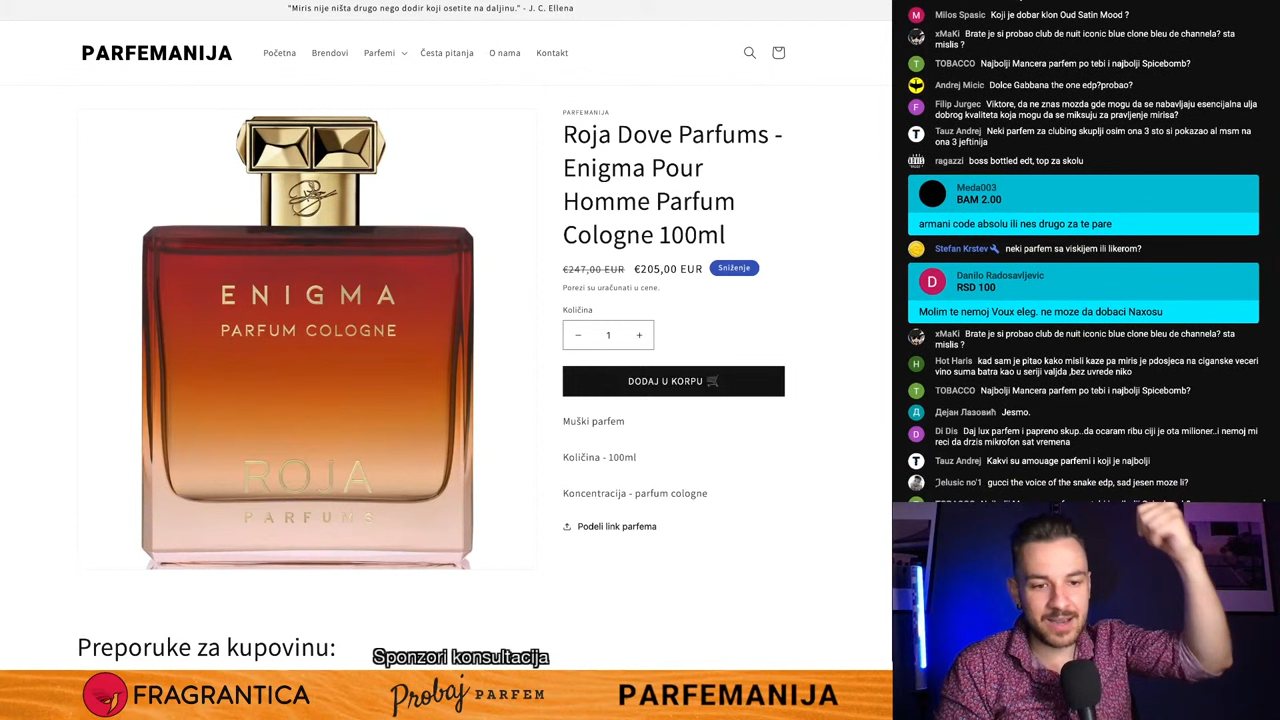 "Miris nije ništa drugo nego dodir koji osetite na daljinu." - J. C. Ellena
PARFEMANIJA
Početna
Brendovi
Parfemi
Česta pitanja
O nama
Kontakt
ENIGMA
PARFUM COLOGNE
ROJA
PARFUMS
PARFEMANIJA
Roja Dove Parfums -
Enigma Pour
Homme Parfum
Cologne 100ml
€247,00 EUR €205,00 EUR Sniženje
Porezi su uračunati u cene.
Količina
− 1 +
DODAJ U KORPU 🛒
Muški parfem
Količina - 100ml
Koncentracija - parfum cologne
Podeli link parfema
Preporuke za kupovinu:
Sponzori konsultacija
FRAGRANTICA
Probaj PARFEM
PARFEMANIJA
M Milos Spasic Koji je dobar klon Oud Satin Mood ?
xMaKi Brate je si probao club de nuit iconic blue clone bleu de chanela? sta
mislis ?
T TOBACCO Najbolji Mancera parfem po tebi i najbolji Spicebomb?
Andrej Micic Dolce Gabbana the one edp?probao?
F Filip Jurgec Viktore, da ne znas mozda gde mogu da se nabavljaju esencijalna ulja
dobrog kvaliteta koja mogu da se miksuju za pravljenje mirisa?
T Tauz Andrej Neki parfem za clubing skuplji osim ona 3 sto si pokazao al msm na
ona 3 jeftinija
ragazzi boss bottled edt, top za skolu
Meda003
BAM 2.00
armani code absolu ili nes drugo za te pare
Stefan Krstev neki parfem sa viskijem ili likerom?
D Danilo Radosavljevic
RSD 100
Molim te nemoj Voux eleg. ne moze da dobaci Naxosu
xMaKi Brate je si probao club de nuit iconic blue clone bleu de chanela? sta
mislis ?
H Hot Haris kad sam je pitao kako misli kaze pa miris je pdosjeca na ciganske veceri
vino suma batra kao u seriji valjda ,bez uvrede niko
T TOBACCO Najbolji Mancera parfem po tebi i najbolji Spicebomb?
Д Дејан Лазовић Jesmo.
D Di Dis Daj lux parfem i papreno skup..da ocaram ribu ciji je ota milioner..i nemoj mi
reci da drzis mikrofon sat vremena
T Tauz Andrej Kakvi su amouage parfemi i koji je najbolji
Jelusic no'1 gucci the voice of the snake edp, sad jesen moze li?